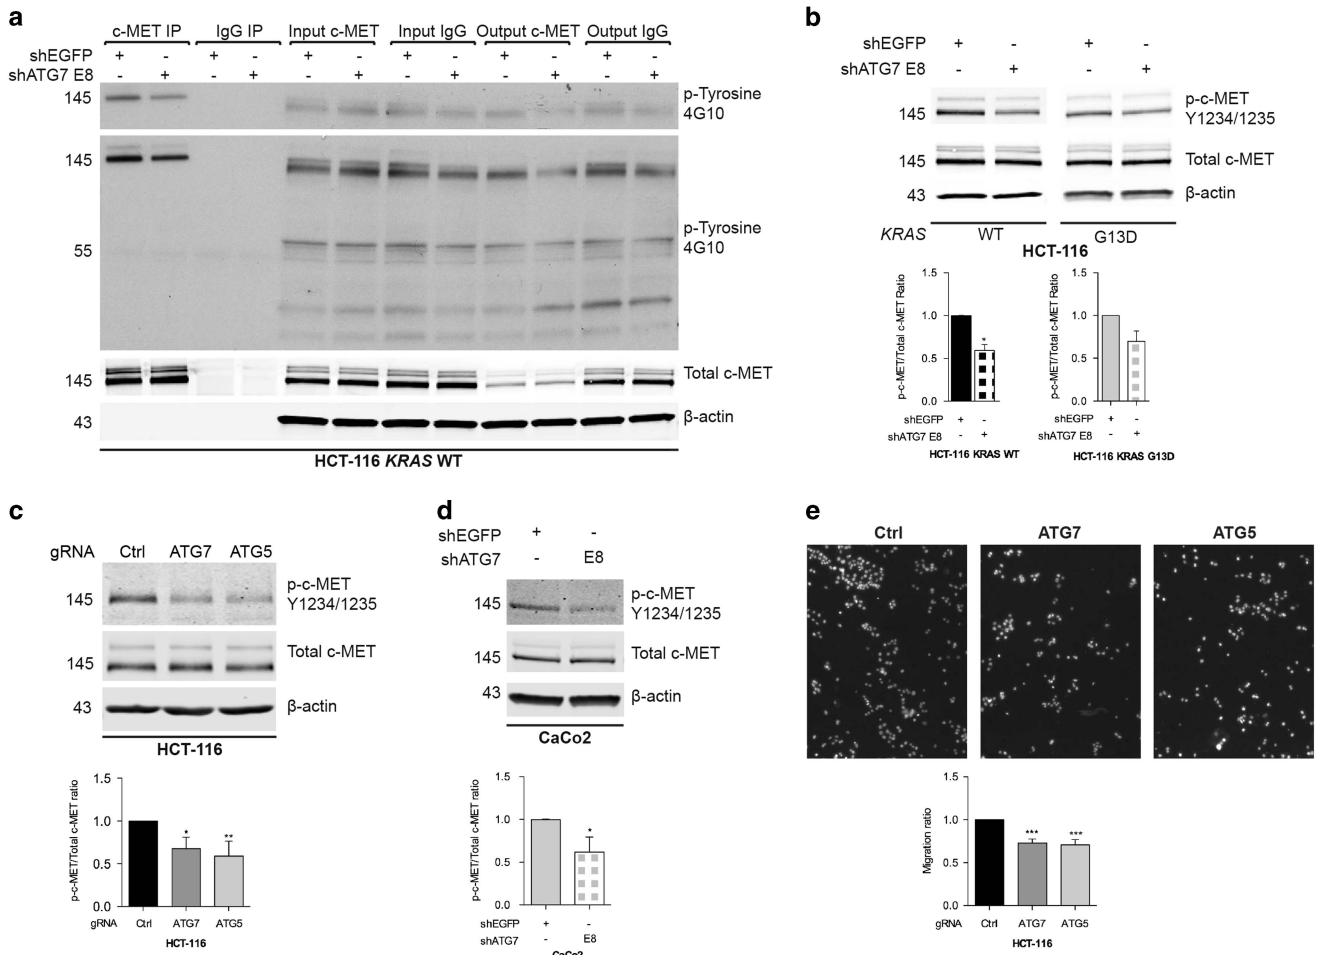 a
c-MET IP IgG IP Input c-MET Input IgG Output c-MET Output IgG
shEGFP + - + - + - + - + - + -
shATG7 E8 - + - + - + - + - + - +
145 p-Tyrosine
4G10
145
p-Tyrosine
4G10
55
145 Total c-MET
43 β-actin
HCT-116 KRAS WT
b
shEGFP + - + -
shATG7 E8 - + - +
p-c-MET
145 Y1234/1235
145 Total c-MET
43 β-actin
KRAS WT G13D
HCT-116
p-c-MET/Total c-MET Ratio
1.5
1.0
0.5
0.0
*
shEGFP + -
shATG7 E8 - +
HCT-116 KRAS WT
p-c-MET/Total c-MET Ratio
1.5
1.0
0.5
0.0
shEGFP + -
shATG7 E8 - +
HCT-116 KRAS G13D
c
gRNA Ctrl ATG7 ATG5
p-c-MET
145 Y1234/1235
145 Total c-MET
43 β-actin
HCT-116
p-c-MET/Total c-MET ratio
1.5
1.0
0.5
0.0
* **
gRNA Ctrl ATG7 ATG5
HCT-116
d
shEGFP + -
shATG7 - E8
p-c-MET
145 Y1234/1235
145 Total c-MET
43 β-actin
CaCo2
p-c-MET/Total c-MET ratio
1.5
1.0
0.5
0.0
*
shEGFP + -
shATG7 - E8
CaCo2
e
Ctrl ATG7 ATG5
Migration ratio
1.5
1.0
0.5
0.0
*** ***
gRNA Ctrl ATG7 ATG5
HCT-116